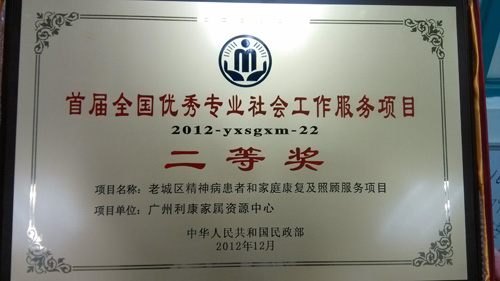 首届全国优秀专业社会工作服务项目
2012-yxsgxm-22
二等奖
项目名称：老城区精神病患者和家庭康复及照顾服务项目
项目单位：广州利康家属资源中心
中华人民共和国民政部
2012年12月